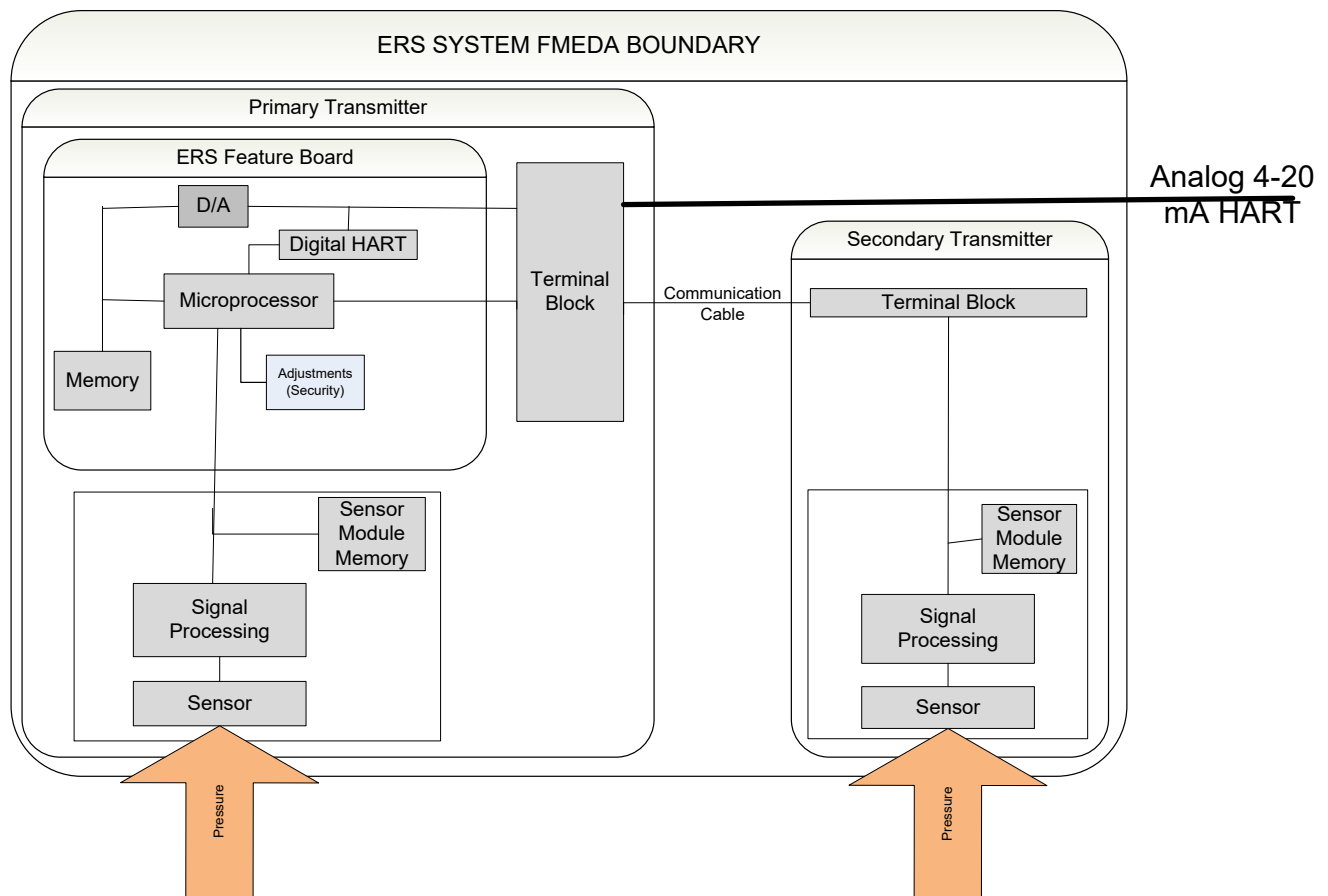 ERS SYSTEM FMEDA BOUNDARY
Primary Transmitter
ERS Feature Board
D/A
Digital HART
Microprocessor
Memory
Adjustments
(Security)
Terminal
Block
Analog 4-20
mA HART
Communication
Cable
Secondary Transmitter
Terminal Block
Sensor
Module
Memory
Signal
Processing
Sensor
Pressure
Sensor
Module
Memory
Signal
Processing
Sensor
Pressure